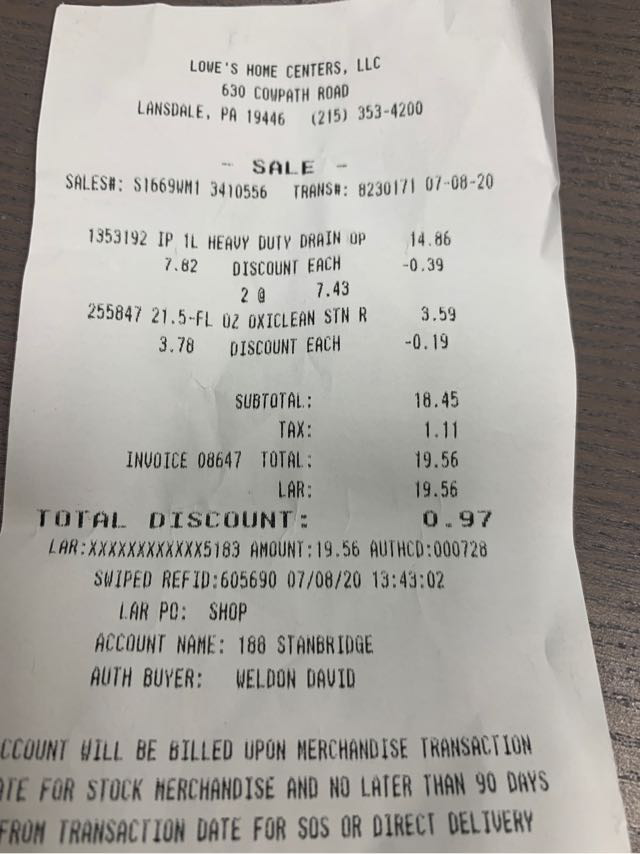 LOWE'S HOME CENTERS, LLC
630 COWPATH ROAD
LANSDALE, PA 19446 (215) 353-4200
- SALE -
SALES#: S1669WM1 3410556 TRANS#: 8230171 07-08-20
1353192 IP 1L HEAVY DUTY DRAIN OP 14.86
7.82 DISCOUNT EACH -0.39
2 @ 7.43
255847 21.5-FL OZ OXICLEAN STN R 3.59
3.78 DISCOUNT EACH -0.19
SUBTOTAL: 18.45
TAX: 1.11
INVOICE 08647 TOTAL: 19.56
LAR: 19.56
TOTAL DISCOUNT: 0.97
LAR:XXXXXXXXXXXX5183 AMOUNT:19.56 AUTHCD:000728
SWIPED REFID:605690 07/08/20 13:43:02
LAR PO: SHOP
ACCOUNT NAME: 188 STANBRIDGE
AUTH BUYER: WELDON DAVID
CCOUNT WILL BE BILLED UPON MERCHANDISE TRANSACTION
ATE FOR STOCK MERCHANDISE AND NO LATER THAN 90 DAYS
FROM TRANSACTION DATE FOR SOS OR DIRECT DELIVERY